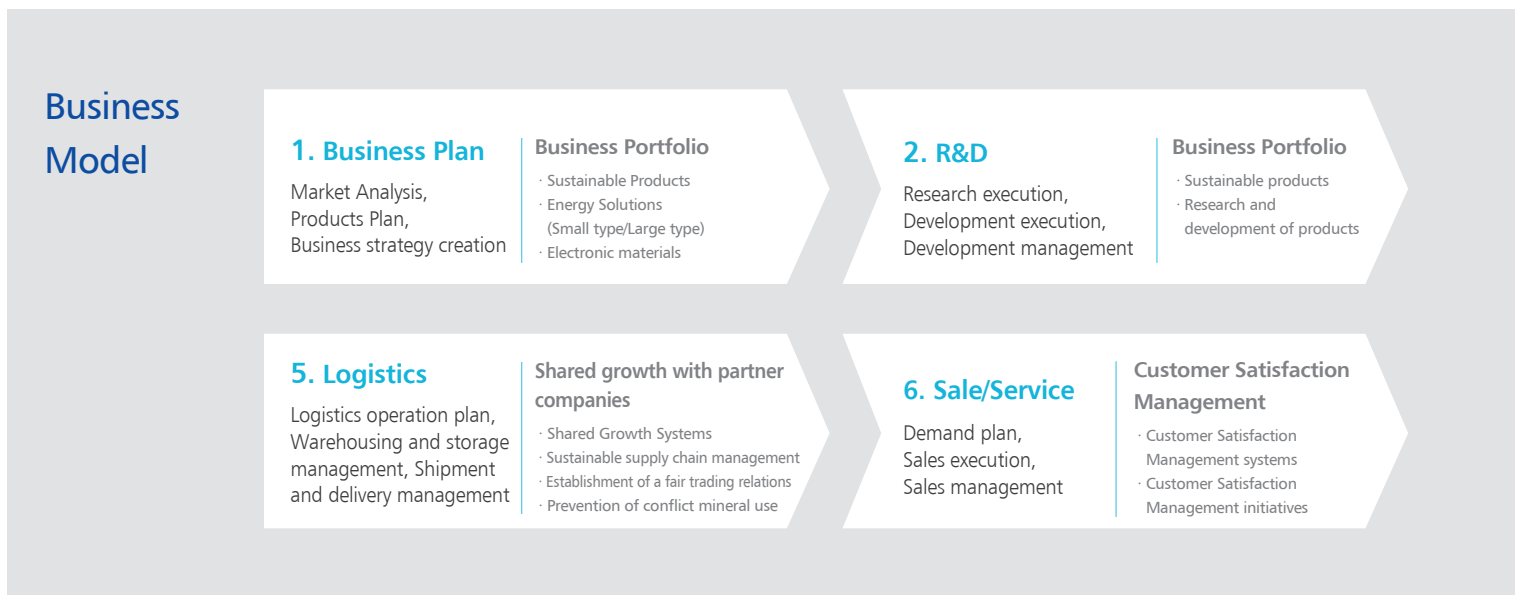 Business
Model
1. Business Plan
Market Analysis,
Products Plan,
Business strategy creation
Business Portfolio
· Sustainable Products
· Energy Solutions
(Small type/Large type)
· Electronic materials
2. R&D
Research execution,
Development execution,
Development management
Business Portfolio
· Sustainable products
· Research and
development of products
5. Logistics
Logistics operation plan,
Warehousing and storage
management, Shipment
and delivery management
Shared growth with partner
companies
· Shared Growth Systems
· Sustainable supply chain management
· Establishment of a fair trading relations
· Prevention of conflict mineral use
6. Sale/Service
Demand plan,
Sales execution,
Sales management
Customer Satisfaction
Management
· Customer Satisfaction
Management systems
· Customer Satisfaction
Management initiatives